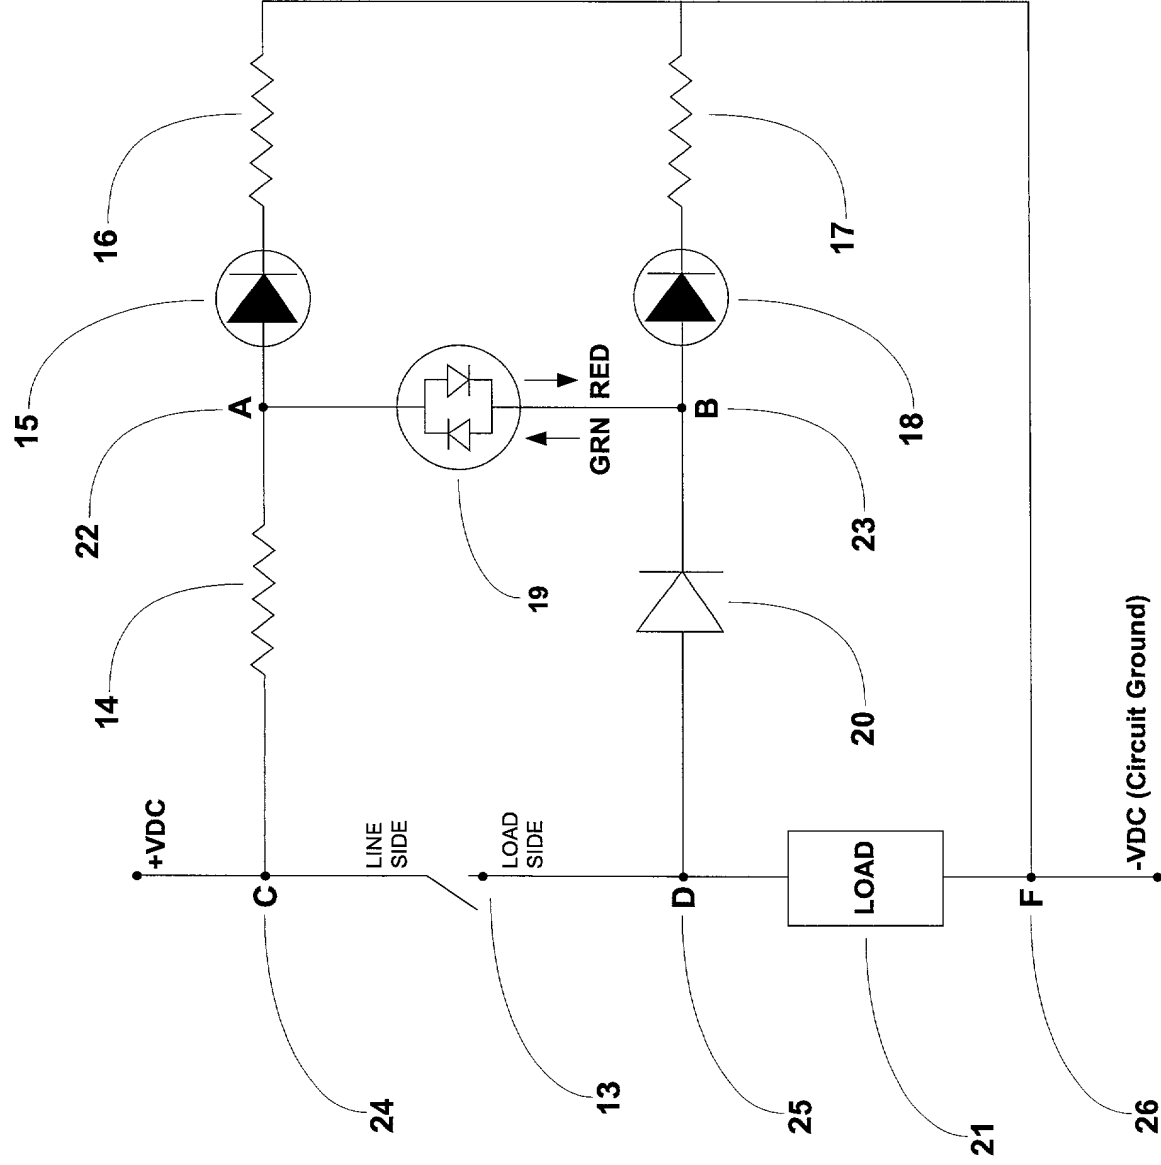 16
17
15
A
22
GRN RED
B
18
23
19
14
20
+VDC
C
LINE
SIDE
LOAD
SIDE
D
LOAD
F
-VDC (Circuit Ground)
24
13
25
21
26